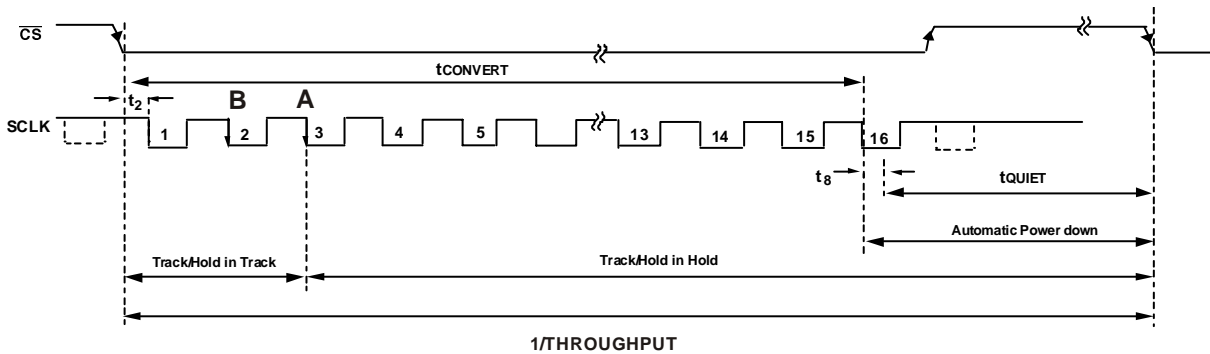 CS
tCONVERT
t2
B
A
SCLK
1 2 3 4 5 13 14 15 16
t8
tQUIET
Automatic Power down
Track/Hold in Track
Track/Hold in Hold
1/THROUGHPUT